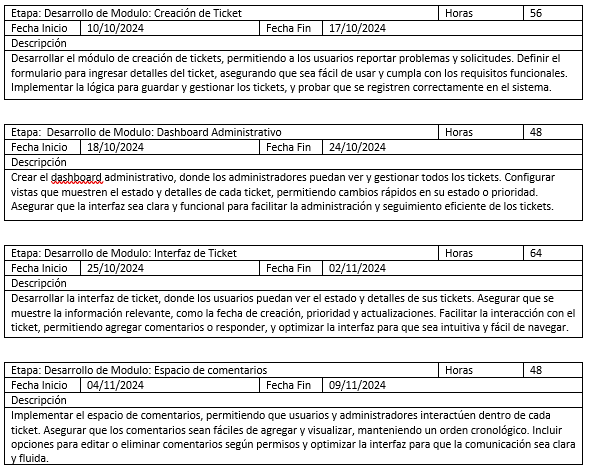 Etapa: Desarrollo de Modulo: Creación de Ticket Horas 56
Fecha Inicio 10/10/2024 Fecha Fin 17/10/2024
Descripción
Desarrollar el módulo de creación de tickets, permitiendo a los usuarios reportar problemas y solicitudes. Definir el
formulario para ingresar detalles del ticket, asegurando que sea fácil de usar y cumpla con los requisitos funcionales.
Implementar la lógica para guardar y gestionar los tickets, y probar que se registren correctamente en el sistema.
Etapa: Desarrollo de Modulo: Dashboard Administrativo Horas 48
Fecha Inicio 18/10/2024 Fecha Fin 24/10/2024
Descripción
Crear el dashboard administrativo, donde los administradores puedan ver y gestionar todos los tickets. Configurar
vistas que muestren el estado y detalles de cada ticket, permitiendo cambios rápidos en su estado o prioridad.
Asegurar que la interfaz sea clara y funcional para facilitar la administración y seguimiento eficiente de los tickets.
Etapa: Desarrollo de Modulo: Interfaz de Ticket Horas 64
Fecha Inicio 25/10/2024 Fecha Fin 02/11/2024
Descripción
Desarrollar la interfaz de ticket, donde los usuarios puedan ver el estado y detalles de sus tickets. Asegurar que se
muestre la información relevante, como la fecha de creación, prioridad y actualizaciones. Facilitar la interacción con el
ticket, permitiendo agregar comentarios o responder, y optimizar la interfaz para que sea intuitiva y fácil de navegar.
Etapa: Desarrollo de Modulo: Espacio de comentarios Horas 48
Fecha Inicio 04/11/2024 Fecha Fin 09/11/2024
Descripción
Implementar el espacio de comentarios, permitiendo que usuarios y administradores interactúen dentro de cada
ticket. Asegurar que los comentarios sean fáciles de agregar y visualizar, manteniendo un orden cronológico. Incluir
opciones para editar o eliminar comentarios según permisos y optimizar la interfaz para que la comunicación sea clara
y fluida.